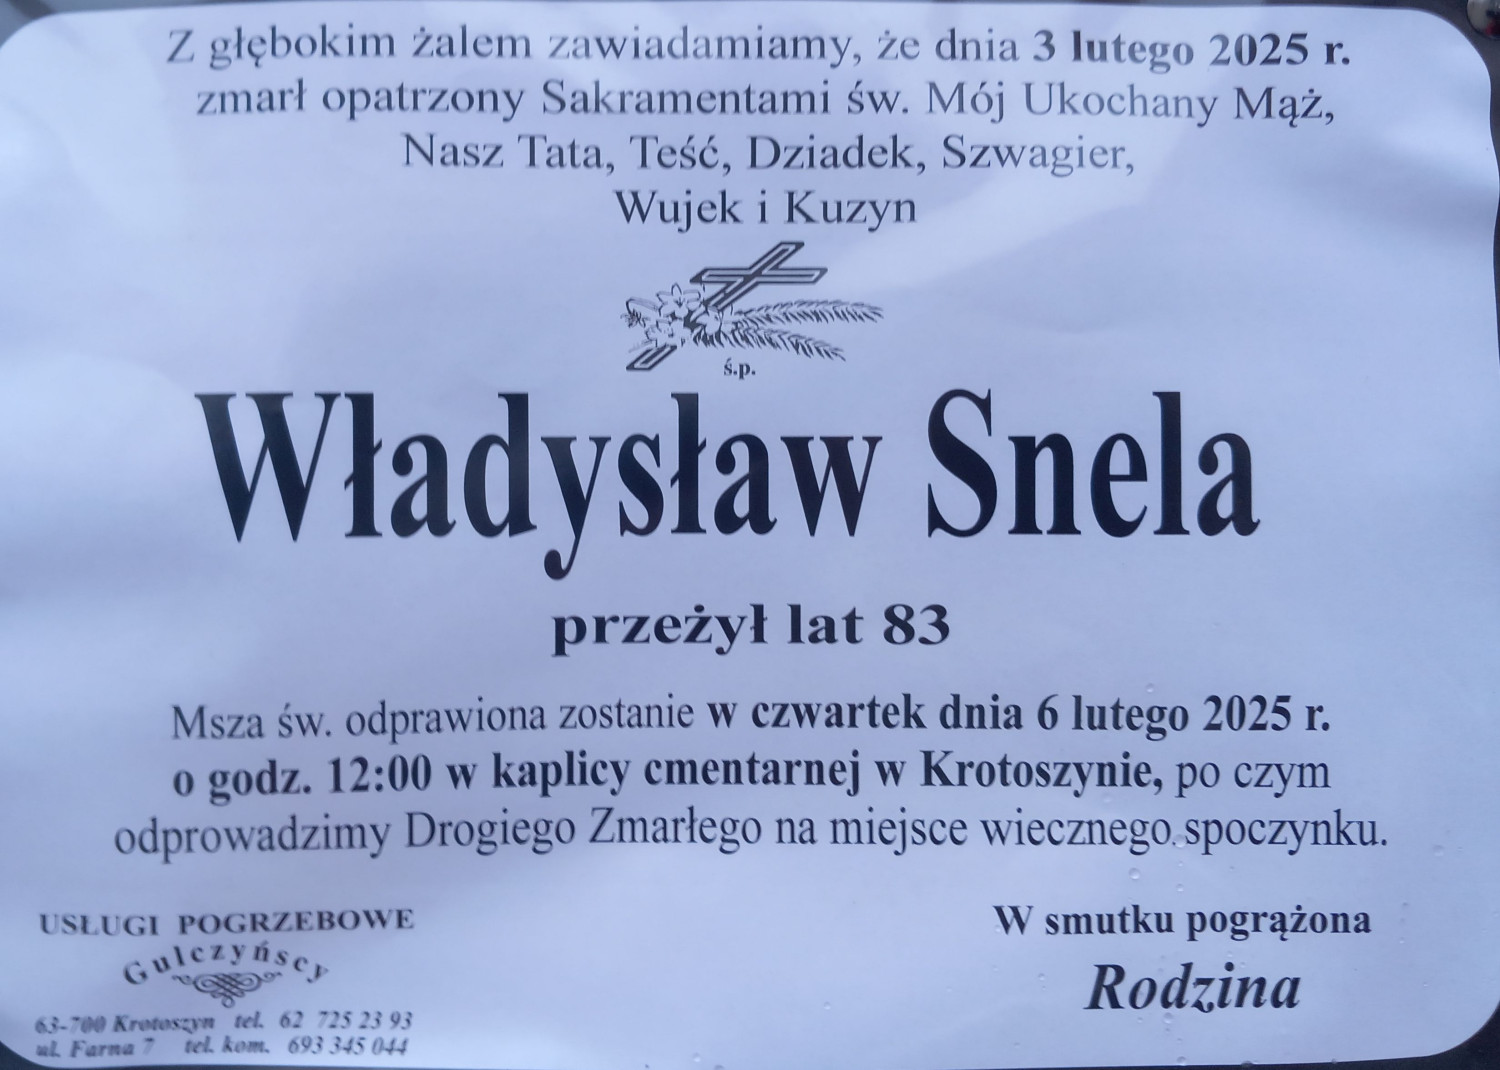 Z głębokim żalem zawiadamiamy, że dnia 3 lutego 2025 r.
zmarł opatrzony Sakramentami św. Mój Ukochany Mąż,
Nasz Tata, Teść, Dziadek, Szwagier,
Wujek i Kuzyn
ś.p.
Władysław Snela
przeżył lat 83
Msza św. odprawiona zostanie w czwartek dnia 6 lutego 2025 r.
o godz. 12:00 w kaplicy cmentarnej w Krotoszynie, po czym
odprowadzimy Drogiego Zmarłego na miejsce wiecznego spoczynku.
W smutku pogrążona
Rodzina
USŁUGI POGRZEBOWE
Gulczyńscy
63-700 Krotoszyn tel. 62 725 23 93
ul. Farna 7 tel. kom. 693 345 044